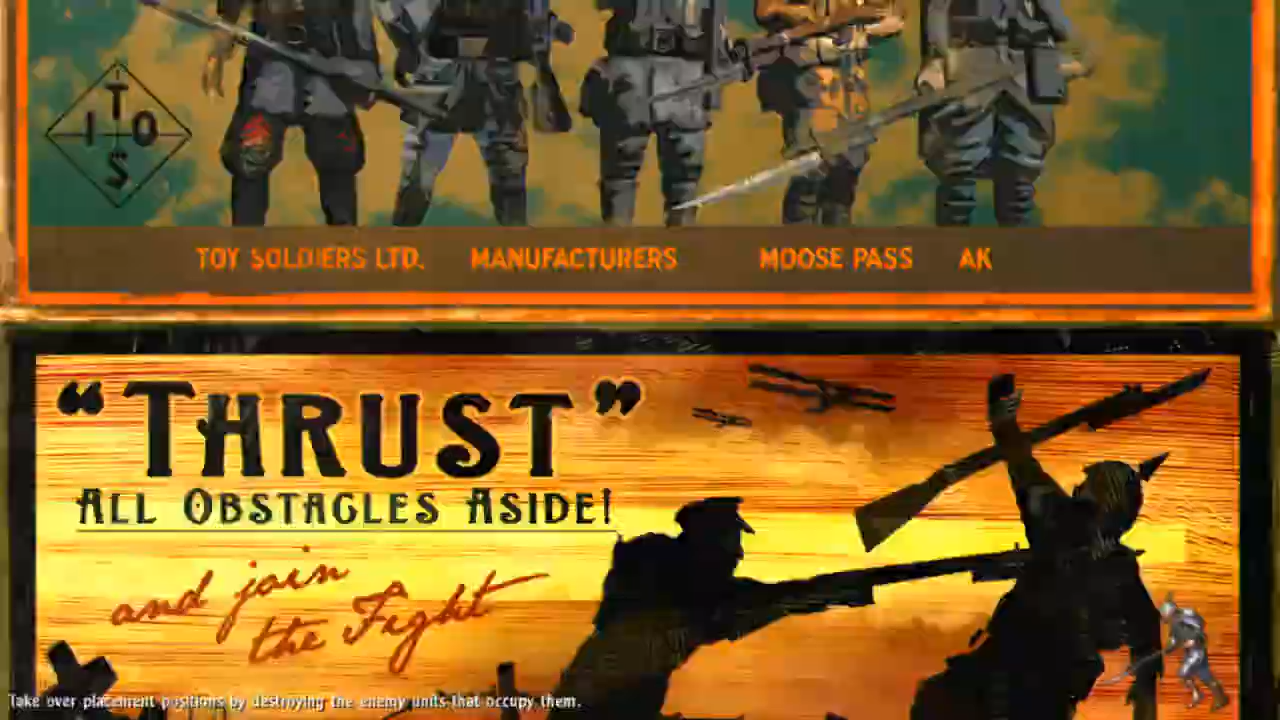 T
I O
S
TOY SOLDIERS LTD. MANUFACTURERS MOOSE PASS AK
“THRUST”
ALL OBSTACLES ASIDE!
and join
the Fight
Take over placement positions by destroying the enemy units that occupy them.